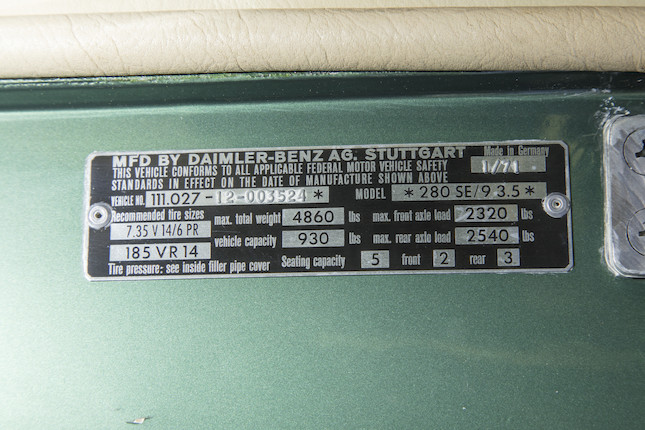 MFD BY DAIMLER-BENZ AG. STUTTGART Made in Germany
THIS VEHICLE CONFORMS TO ALL APPLICABLE FEDERAL MOTOR VEHICLE SAFETY 1/71
STANDARDS IN EFFECT ON THE DATE OF MANUFACTURE SHOWN ABOVE
VEHICLE NO. 111.027-12-003524 * MODEL * 280 SE/9 3.5 *
Recommended tire sizes max. total weight 4860 lbs max. front axle load 2320 lbs
7.35 V 14/6 PR vehicle capacity 930 lbs max. rear axle load 2540 lbs
185 VR 14
Tire pressure: see inside filler pipe cover Seating capacity 5 front 2 rear 3